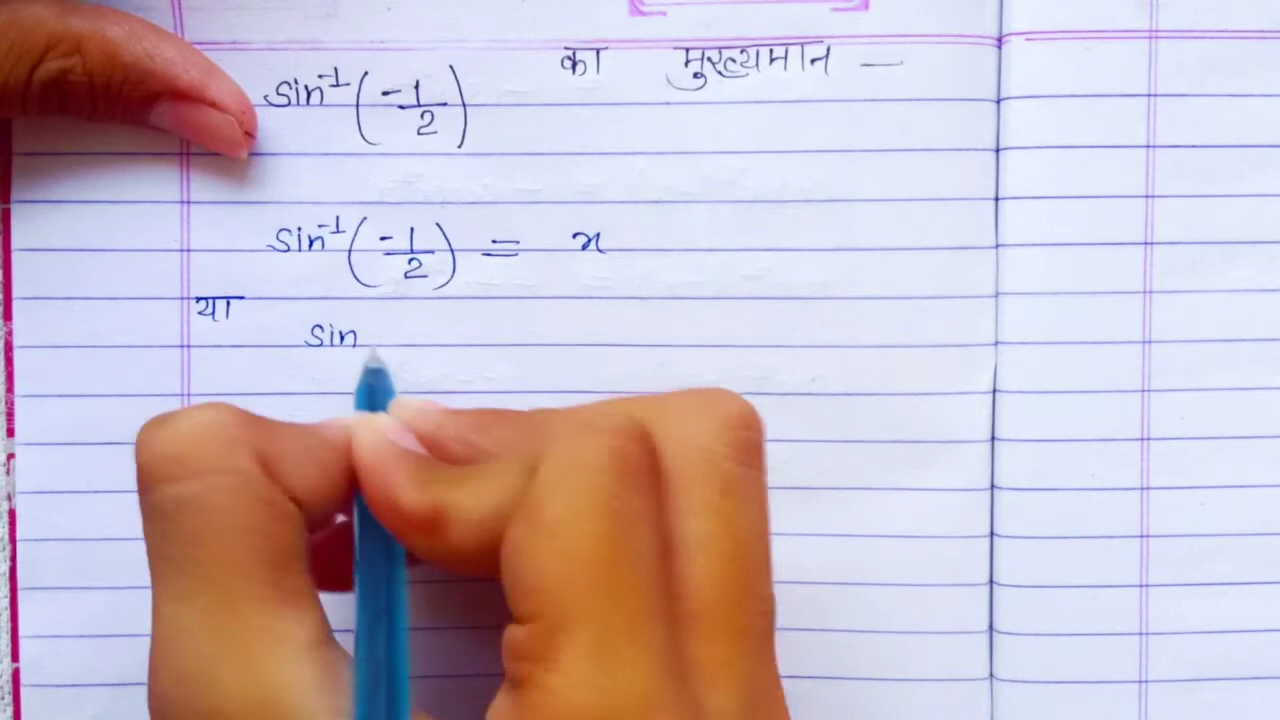 sin⁻¹(-1/2) का मुख्यमान —
sin⁻¹(-1/2) = x
या
sin